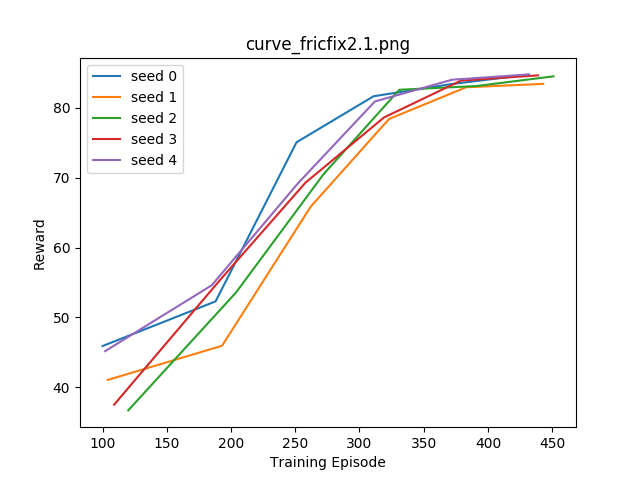 curve_fricfix2.1.png
seed 0
seed 1
seed 2
seed 3
seed 4
Reward
80
70
60
50
40
100 150 200 250 300 350 400 450
Training Episode